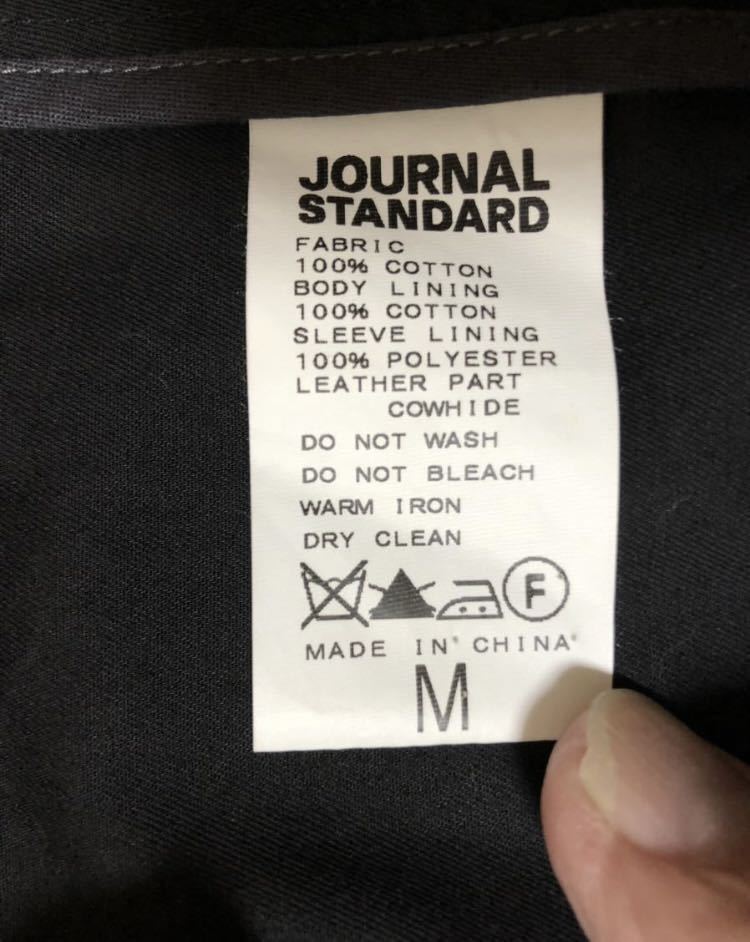 JOURNAL
STANDARD
FABRIC
100% COTTON
BODY LINING
100% COTTON
SLEEVE LINING
100% POLYESTER
LEATHER PART
COWHIDE
DO NOT WASH
DO NOT BLEACH
WARM IRON
DRY CLEAN
F
MADE IN CHINA
M